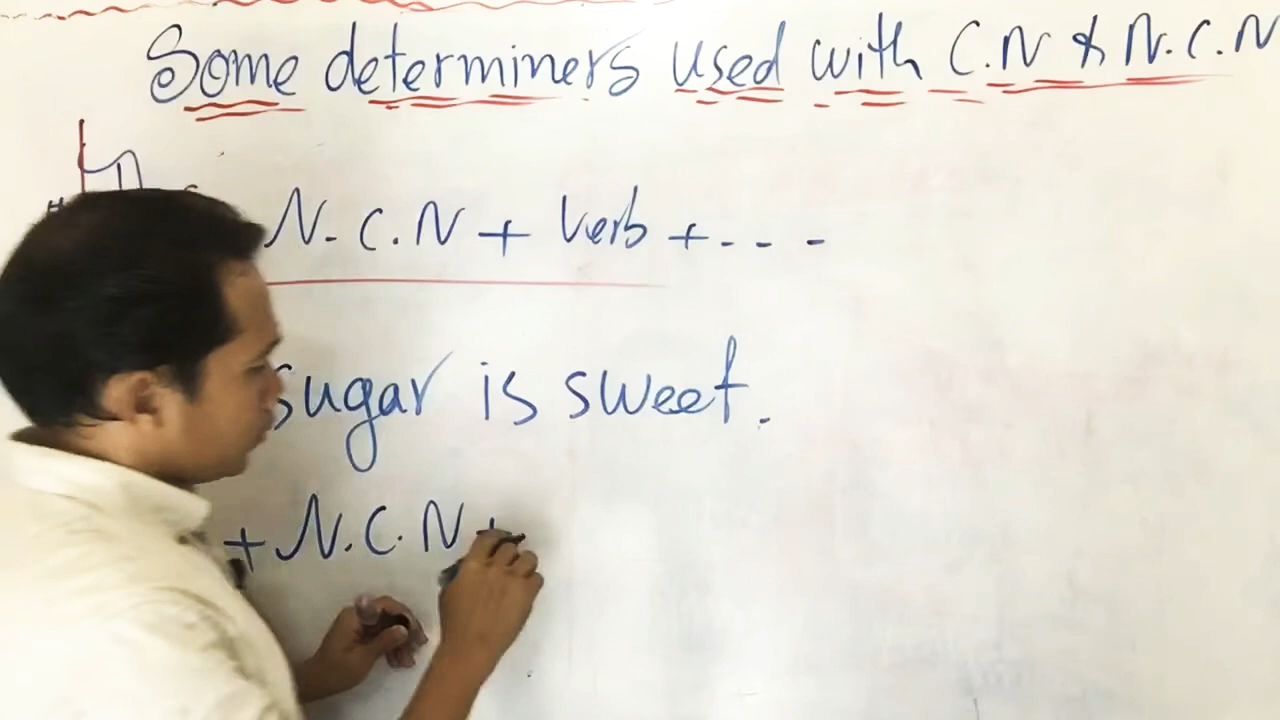 Some determiners used with C.N & N.C.N
N.C.N + Verb + - - -
Sugar is sweet.
+ N.C.N +